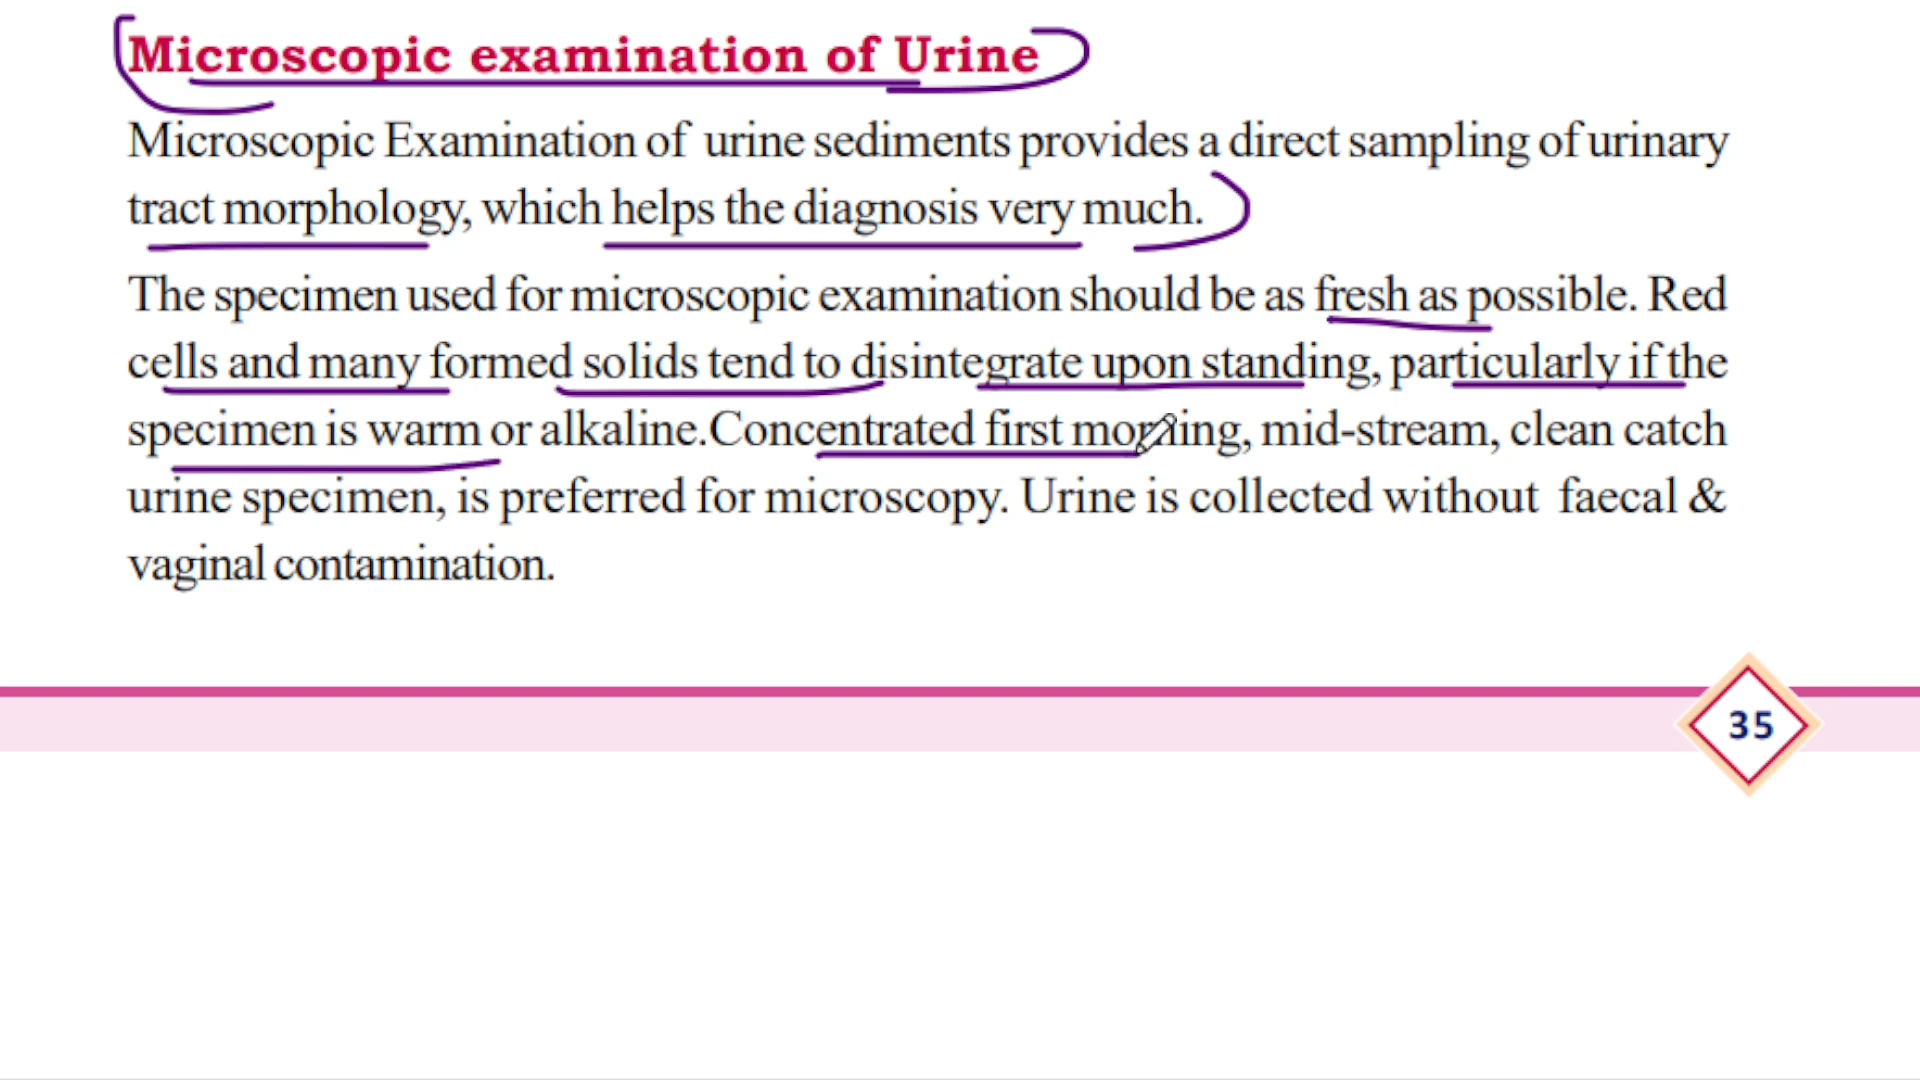 Microscopic examination of Urine
Microscopic Examination of urine sediments provides a direct sampling of urinary
tract morphology, which helps the diagnosis very much.
The specimen used for microscopic examination should be as fresh as possible. Red
cells and many formed solids tend to disintegrate upon standing, particularly if the
specimen is warm or alkaline.Concentrated first morning, mid-stream, clean catch
urine specimen, is preferred for microscopy. Urine is collected without faecal &
vaginal contamination.
35